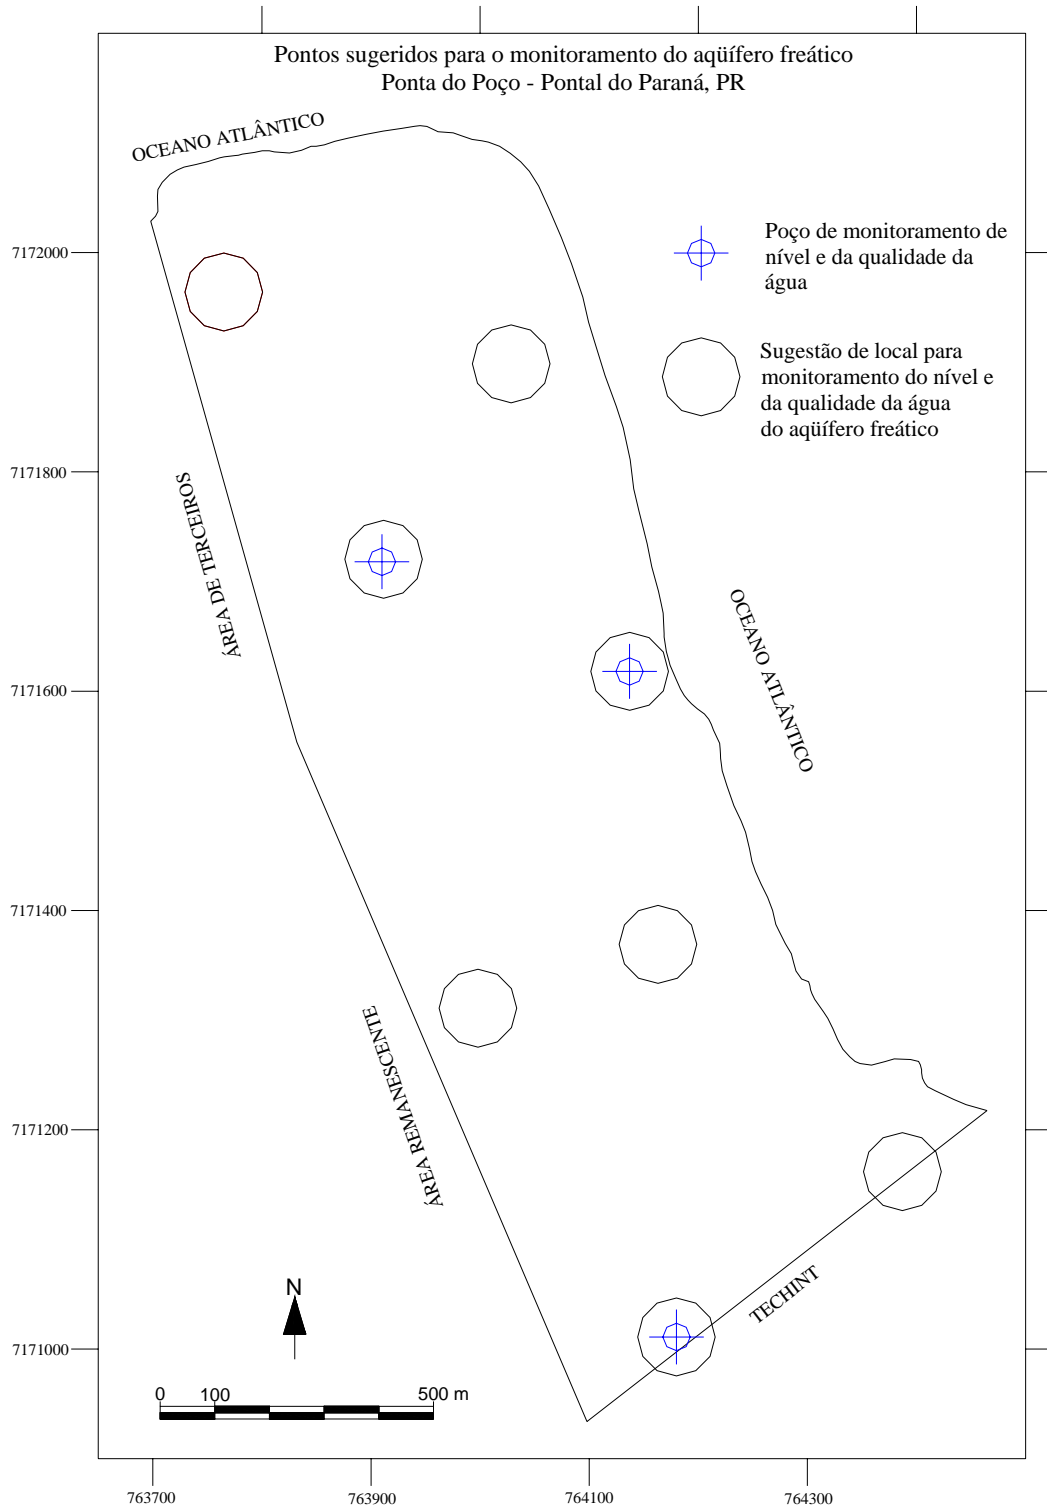 Pontos sugeridos para o monitoramento do aqüífero freático
Ponta do Poço - Pontal do Paraná, PR
OCEANO ATLÂNTICO
Poço de monitoramento de
nível e da qualidade da
água
Sugestão de local para
monitoramento do nível e
da qualidade da água
do aqüífero freático
7172000
7171800
7171600
7171400
7171200
7171000
ÁREA DE TERCEIROS
OCEANO ATLÂNTICO
ÁREA REMANESCENTE
TECHINT
N
0 100 500 m
763700 763900 764100 764300